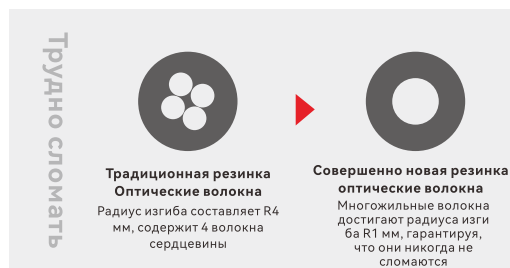 Трудно сломать
Традиционная резинка
Оптические волокна
Радиус изгиба составляет R4
мм, содержит 4 волокна
сердцевины
Совершенно новая резинка
оптические волокна
Многожильные волокна
достигают радиуса изги
ба R1 мм, гарантируя,
что они никогда не
сломаются